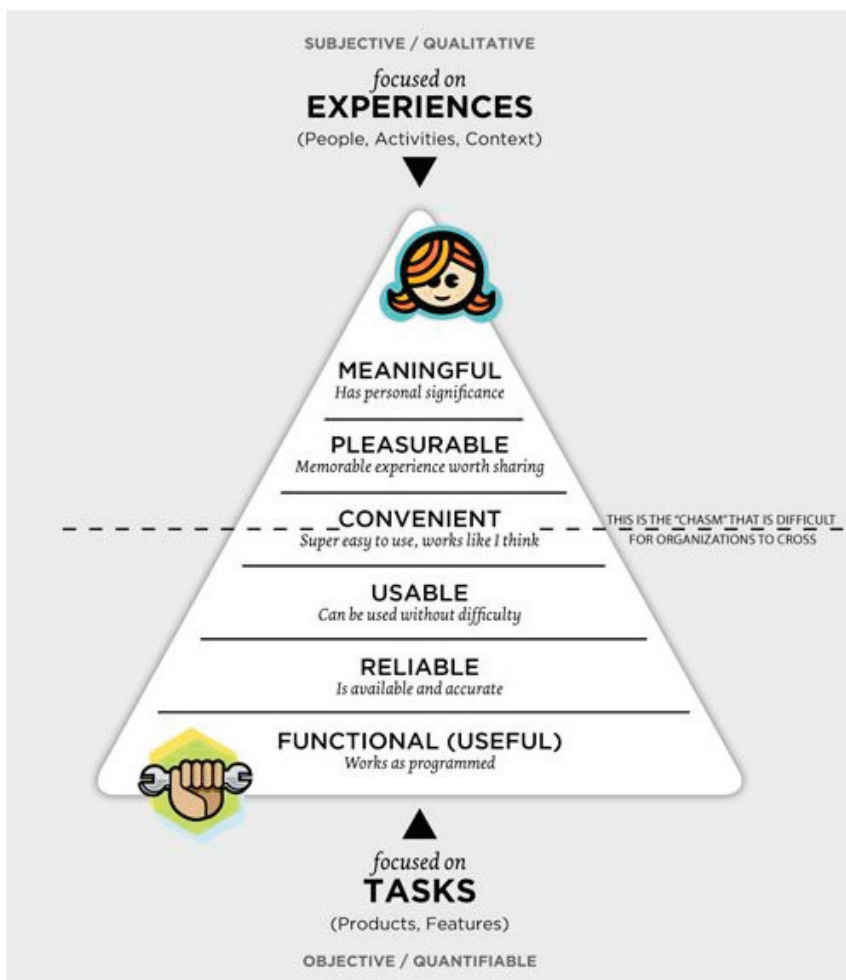 SUBJECTIVE / QUALITATIVE
focused on
EXPERIENCES
(People, Activities, Context)
MEANINGFUL
Has personal significance
PLEASURABLE
Memorable experience worth sharing
CONVENIENT
Super easy to use, works like I think
THIS IS THE “CHASM” THAT IS DIFFICULT
FOR ORGANIZATIONS TO CROSS
USABLE
Can be used without difficulty
RELIABLE
Is available and accurate
FUNCTIONAL (USEFUL)
Works as programmed
focused on
TASKS
(Products, Features)
OBJECTIVE / QUANTIFIABLE